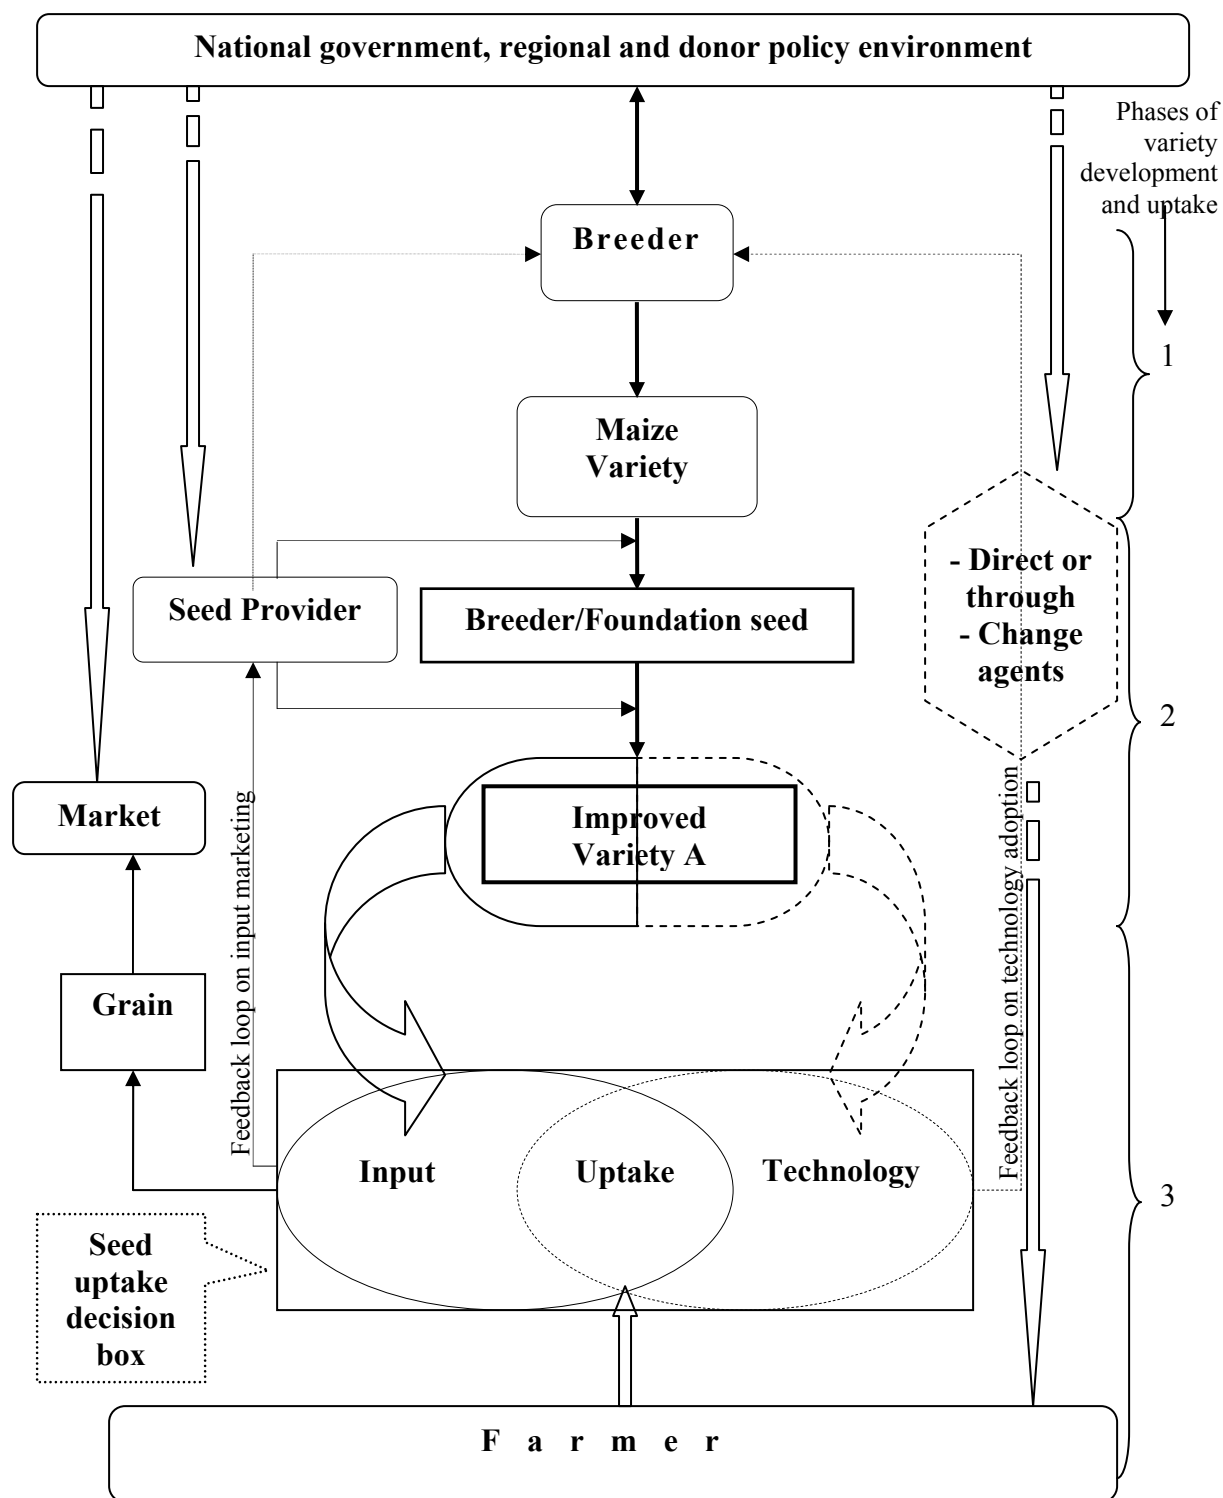 National government, regional and donor policy environment
Phases of
variety
development
and uptake
Breeder
1
Maize
Variety
- Direct or
through
- Change
agents
Seed Provider
Breeder/Foundation seed
2
Market
Improved
Variety A
Feedback loop on input marketing
Feedback loop on technology adoption
Grain
Input
Uptake
Technology
3
Seed
uptake
decision
box
Farmer